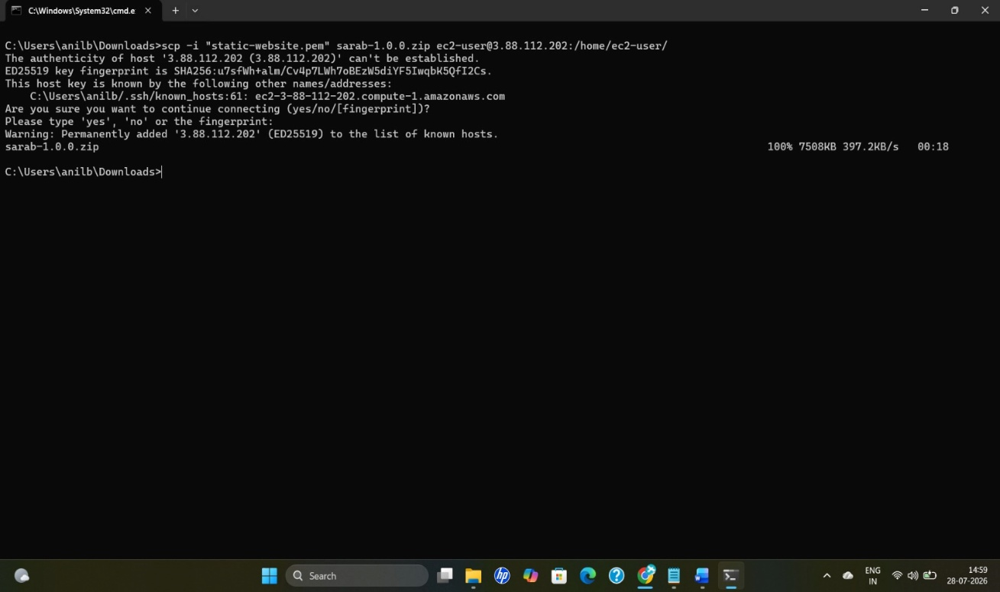 C:\Windows\System32\cmd.e
C:\Users\anilb\Downloads>scp -i "static-website.pem" sarab-1.0.0.zip ec2-user@3.88.112.202:/home/ec2-user/
The authenticity of host '3.88.112.202 (3.88.112.202)' can't be established.
ED25519 key fingerprint is SHA256:u7sfWh+alm/Cv4p7LWh7oBEzW5diYF5IwqbK5QfI2Cs.
This host key is known by the following other names/addresses:
C:\Users\anilb/.ssh/known_hosts:61: ec2-3-88-112-202.compute-1.amazonaws.com
Are you sure you want to continue connecting (yes/no/[fingerprint])?
Please type 'yes', 'no' or the fingerprint:
Warning: Permanently added '3.88.112.202' (ED25519) to the list of known hosts.
sarab-1.0.0.zip 100% 7508KB 397.2KB/s 00:18
C:\Users\anilb\Downloads>
Search
hp
ENG
IN
14:59
28-07-2026